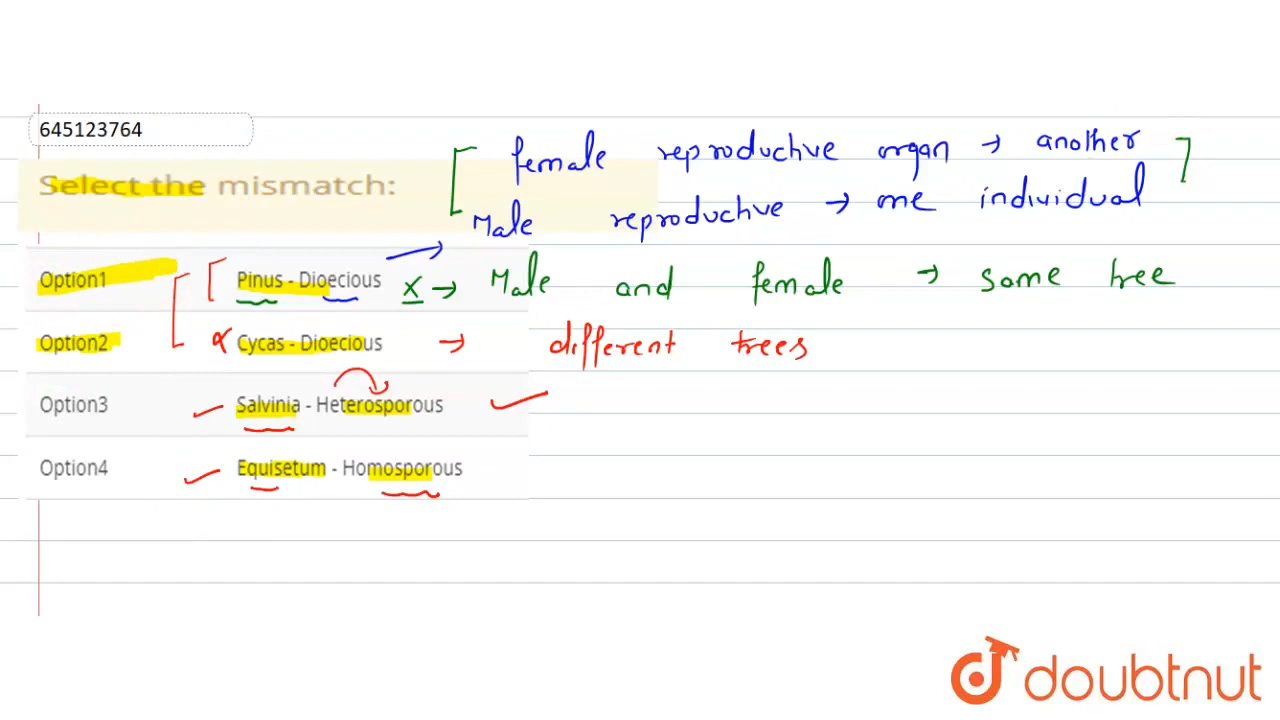 645123764
female reproductive organ → another
Select the mismatch:
Male reproductive → one individual
Option1 Pinus - Dioecious X → Male and female → same tree
Option2 Cycas - Dioecious → different trees
Option3 Salvinia - Heterosporous
Option4 Equisetum - Homosporous
doubtnut